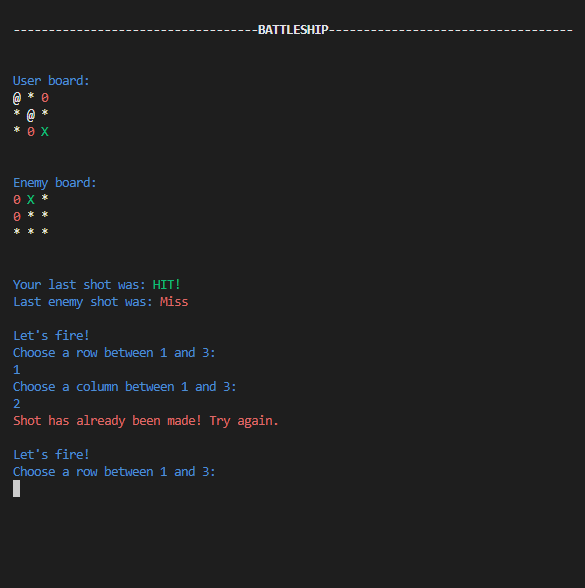 -----------------------------------BATTLESHIP-----------------------------------
User board:
@ * 0
* @ *
* 0 X
Enemy board:
0 X *
0 * *
* * *
Your last shot was: HIT!
Last enemy shot was: Miss
Let's fire!
Choose a row between 1 and 3:
1
Choose a column between 1 and 3:
2
Shot has already been made! Try again.
Let's fire!
Choose a row between 1 and 3: